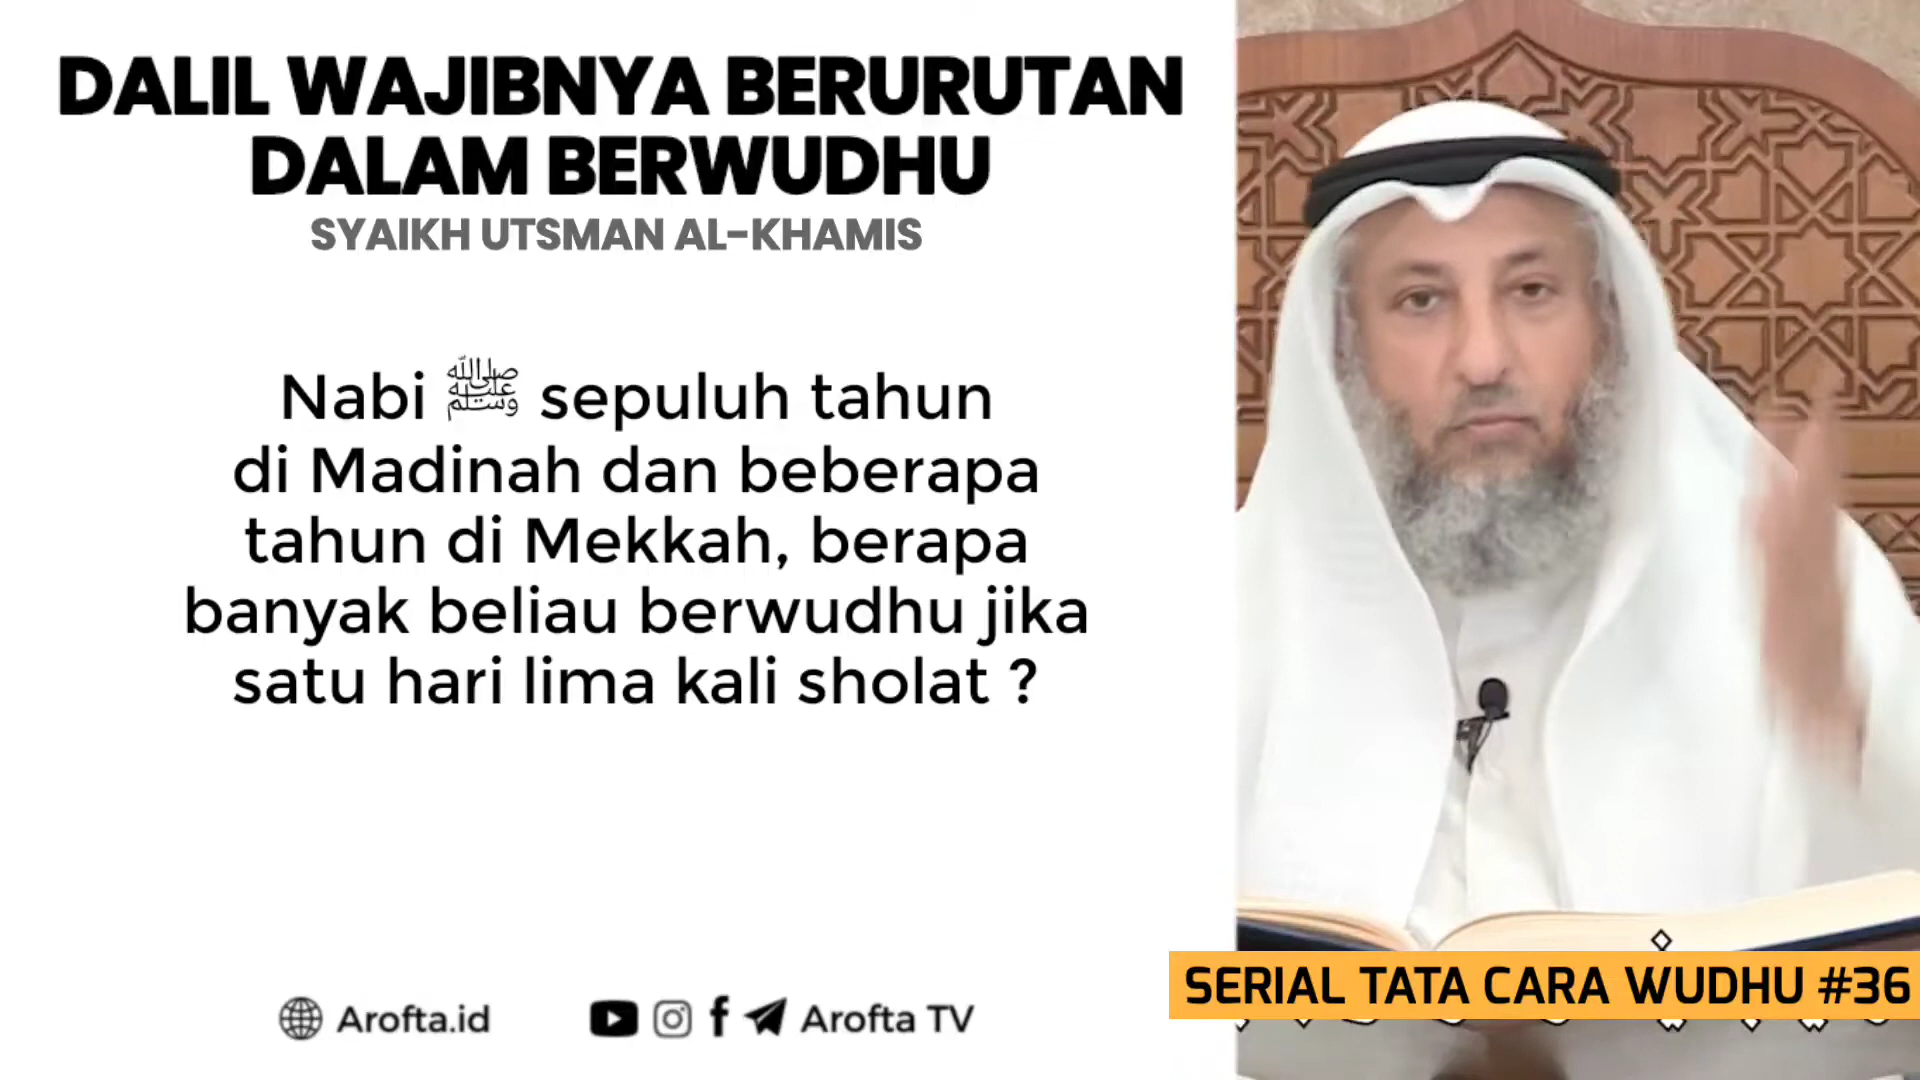 DALIL WAJIBNYA BERURUTAN
DALAM BERWUDHU
SYAIKH UTSMAN AL-KHAMIS
Nabi ﷺ sepuluh tahun
di Madinah dan beberapa
tahun di Mekkah, berapa
banyak beliau berwudhu jika
satu hari lima kali sholat ?
SERIAL TATA CARA WUDHU #36
Arofta.id
Arofta TV